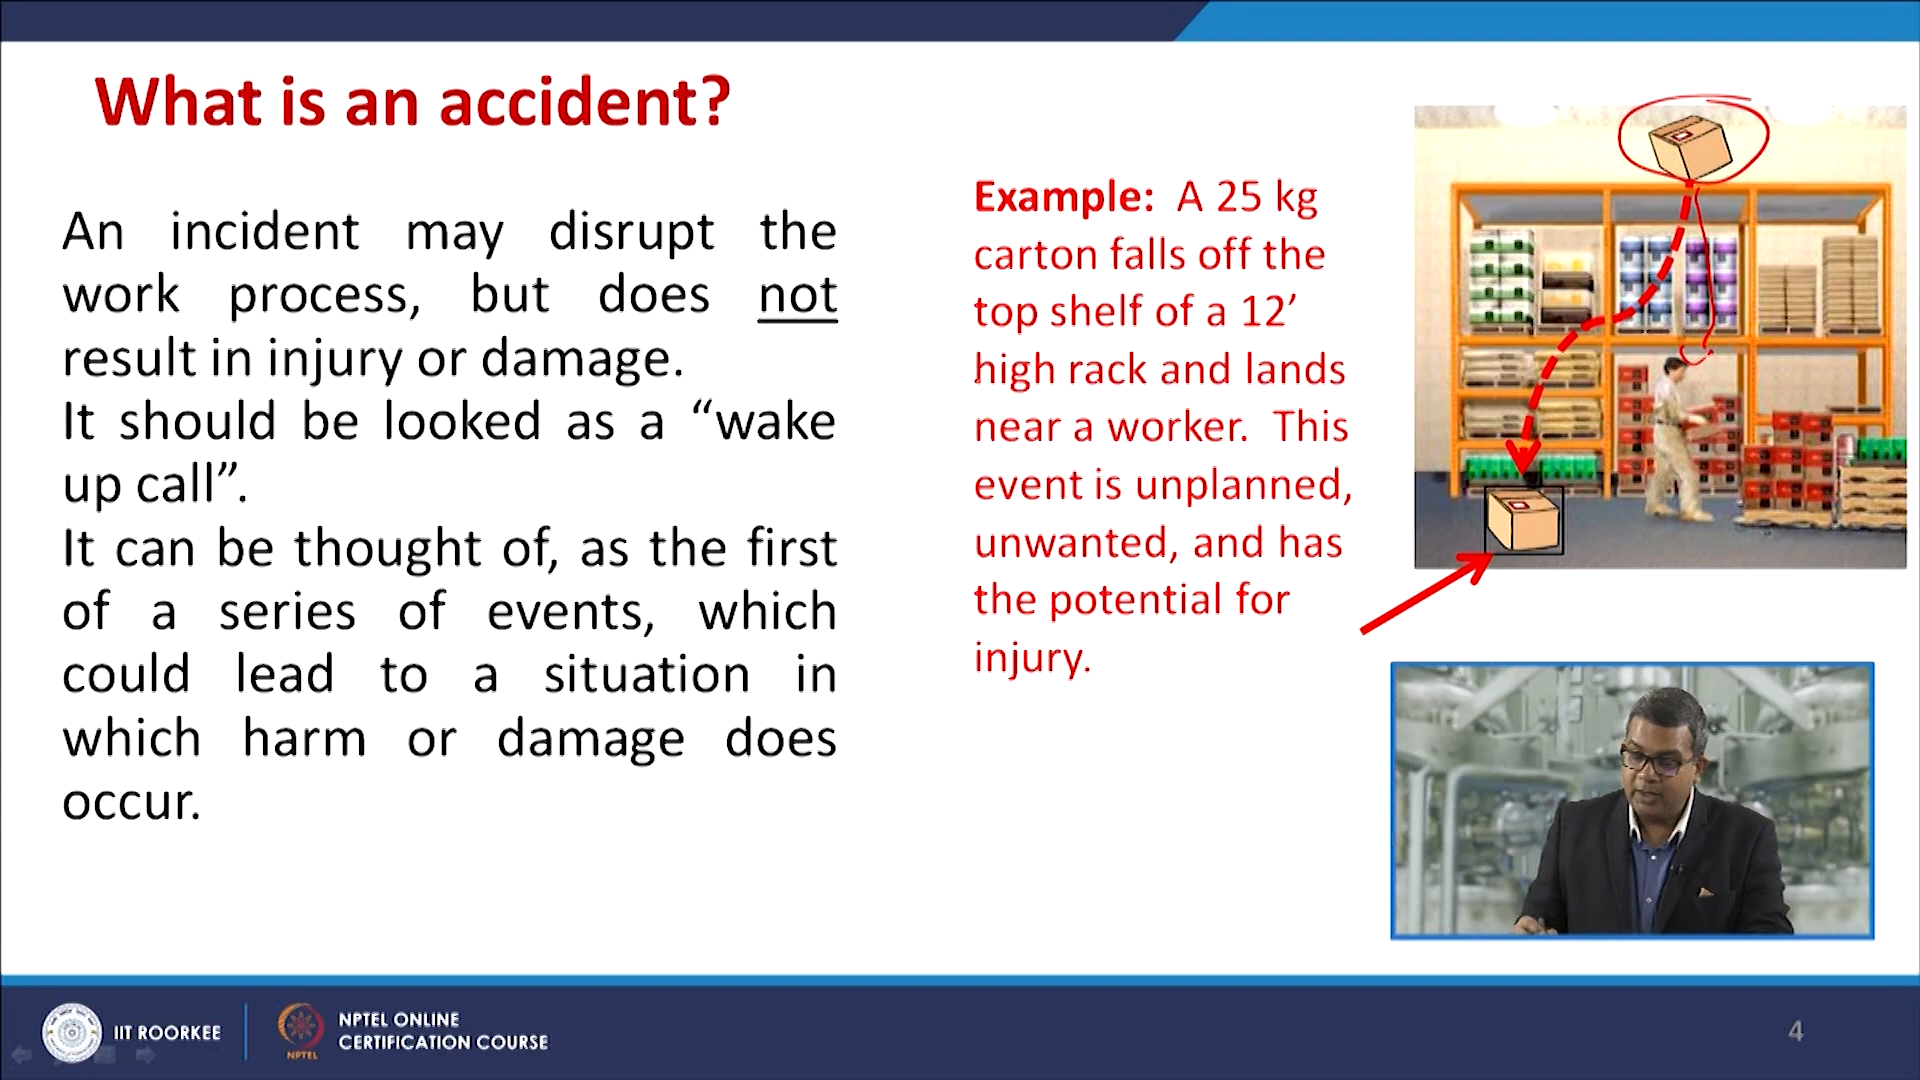 What is an accident?
An incident may disrupt the
work process, but does not
result in injury or damage.
It should be looked as a “wake
up call”.
It can be thought of, as the first
of a series of events, which
could lead to a situation in
which harm or damage does
occur.
Example: A 25 kg
carton falls off the
top shelf of a 12’
high rack and lands
near a worker. This
event is unplanned,
unwanted, and has
the potential for
injury.
IIT ROORKEE
NPTEL
NPTEL ONLINE
CERTIFICATION COURSE
4